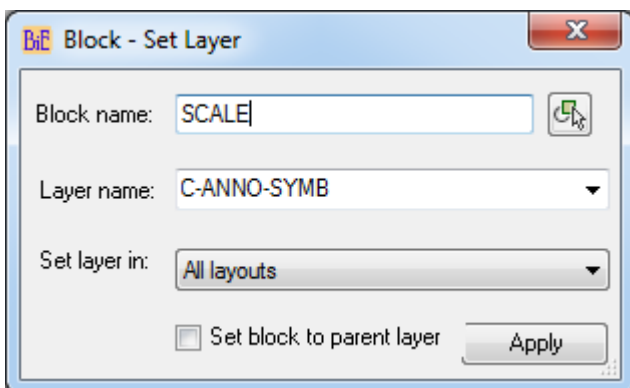 BiE Block - Set Layer
Block name: SCALE
Layer name: C-ANNO-SYMB
Set layer in: All layouts
Set block to parent layer Apply